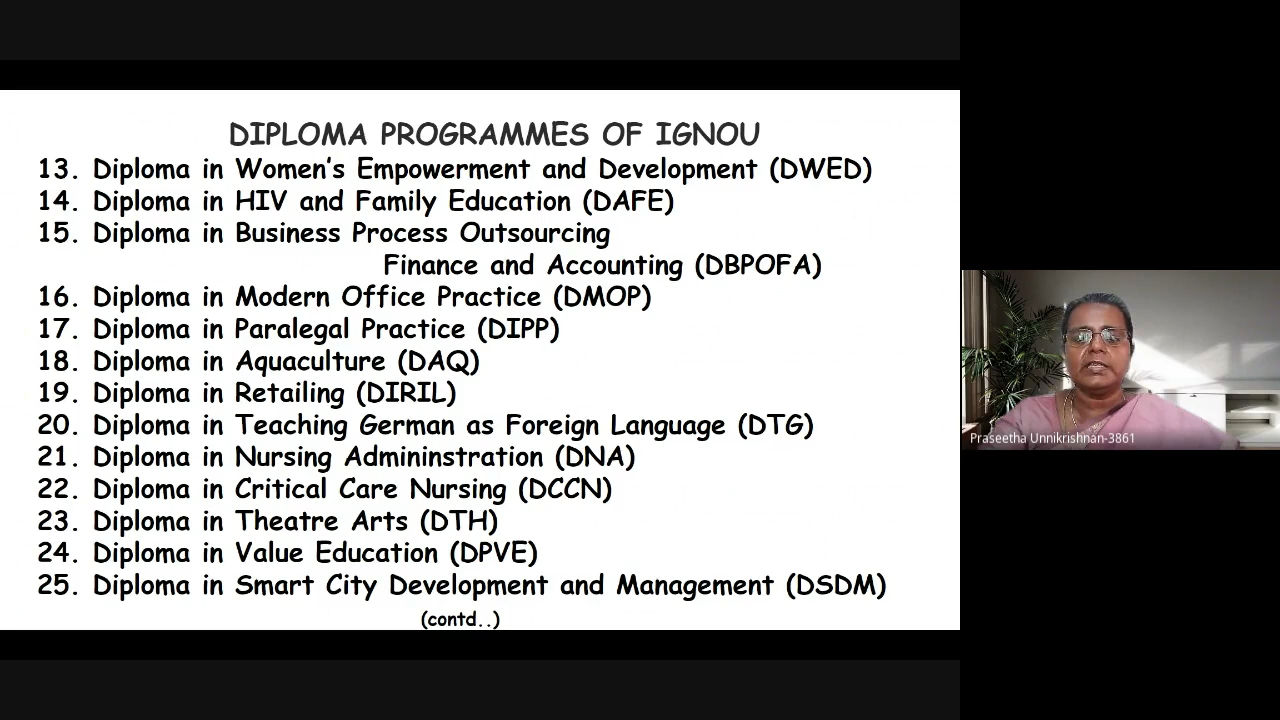 DIPLOMA PROGRAMMES OF IGNOU
13. Diploma in Women's Empowerment and Development (DWED)
14. Diploma in HIV and Family Education (DAFE)
15. Diploma in Business Process Outsourcing
Finance and Accounting (DBPOFA)
16. Diploma in Modern Office Practice (DMOP)
17. Diploma in Paralegal Practice (DIPP)
18. Diploma in Aquaculture (DAQ)
19. Diploma in Retailing (DIRIL)
20. Diploma in Teaching German as Foreign Language (DTG)
21. Diploma in Nursing Admininstration (DNA)
22. Diploma in Critical Care Nursing (DCCN)
23. Diploma in Theatre Arts (DTH)
24. Diploma in Value Education (DPVE)
25. Diploma in Smart City Development and Management (DSDM)
(contd..)
Praseetha Unnikrishnan-3861